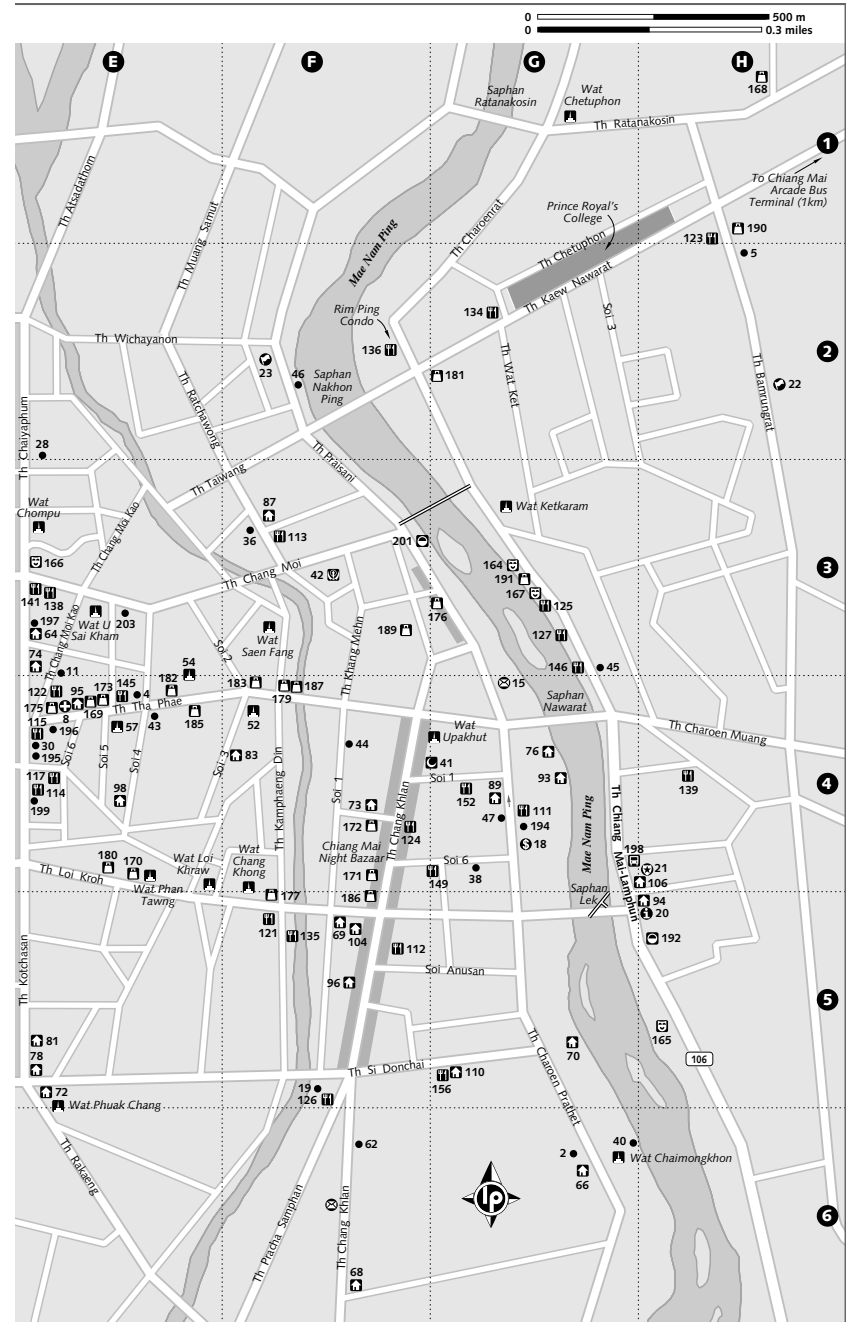 0 500 m
0 0.3 miles
E
F
G
H
168
Saphan
Ratanakosin
Wat
Chetuphon
Th Ratanakosin
1
To Chiang Mai
Arcade Bus
Terminal (1km)
Th Atsadathom
Th Muang Samut
Mae Nam Ping
Th Charoenrat
Prince Royal's
College
Th Chetuphon
Th Kaew Nawarat
123
190
5
Th Wichayanon
Rim Ping
Condo
134
136
Soi 3
2
23
46
Saphan
Nakhon
Ping
181
Th Wat Ket
Th Bamrungrat
22
Th Ratchawong
Th Chaiyaphum
28
Th Taiwang
Th Praisani
Wat
Chompu
Th Chang Moi Kao
87
36
113
Wat Ketkaram
201
166
Th Chang Moi
42
164
191
167
125
3
141
138
197
64
Wat U
Sai Kham
203
Th Chang Moi Kao
Soi 2
Wat
Saen Fang
Th Khang Mehn
189
176
127
146
45
74
11
54
122
95
173
145
4
182
183
179
187
15
Saphan
Nawarat
175
8
169
Th Tha Phae
115
196
57
43
185
52
Wat
Upakhut
Th Charoen Muang
30
195
Soi 6
Soi 5
Soi 4
Soi 3
83
44
41
76
117
114
98
Soi 1
Soi 1
93
139
4
199
Th Kamphaeng Din
73
172
Th Chang Khlan
124
152
89
47
111
194
18
Mae Nam Ping
Th Chiang Mai-Lamphun
Chiang Mai
Night Bazaar
180
170
Wat Loi
Khraw
Wat
Chang
Khong
171
186
Soi 6
149
38
198
21
106
Th Loi Kroh
Wat Phan
Tawng
177
Saphan
Lek
94
20
121
135
69
104
112
192
Th Kotchasan
Soi Anusan
96
5
81
78
165
70
106
Th Charoen Prathet
72
Th Si Donchai
110
156
19
126
Wat Phuak Chang
62
2
40
Wat Chaimongkhon
66
Th Rakaeng
lp
Th Pracha Samphan
Th Chang Khlan
6
68